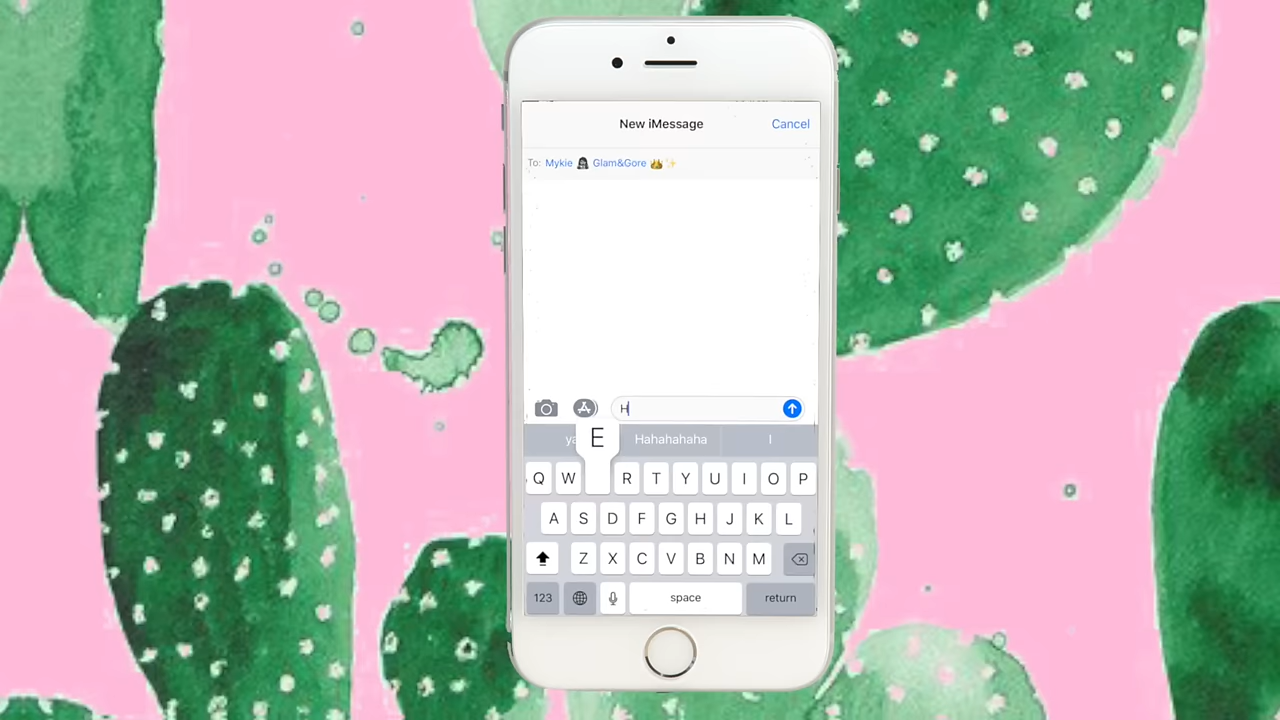 New iMessage
Cancel
To: Mykie 👩🏿 Glam&Gore 👑✨
H
Hahahahaha
I
E
Q W R T Y U I O P
A S D F G H J K L
Z X C V B N M
123 space return